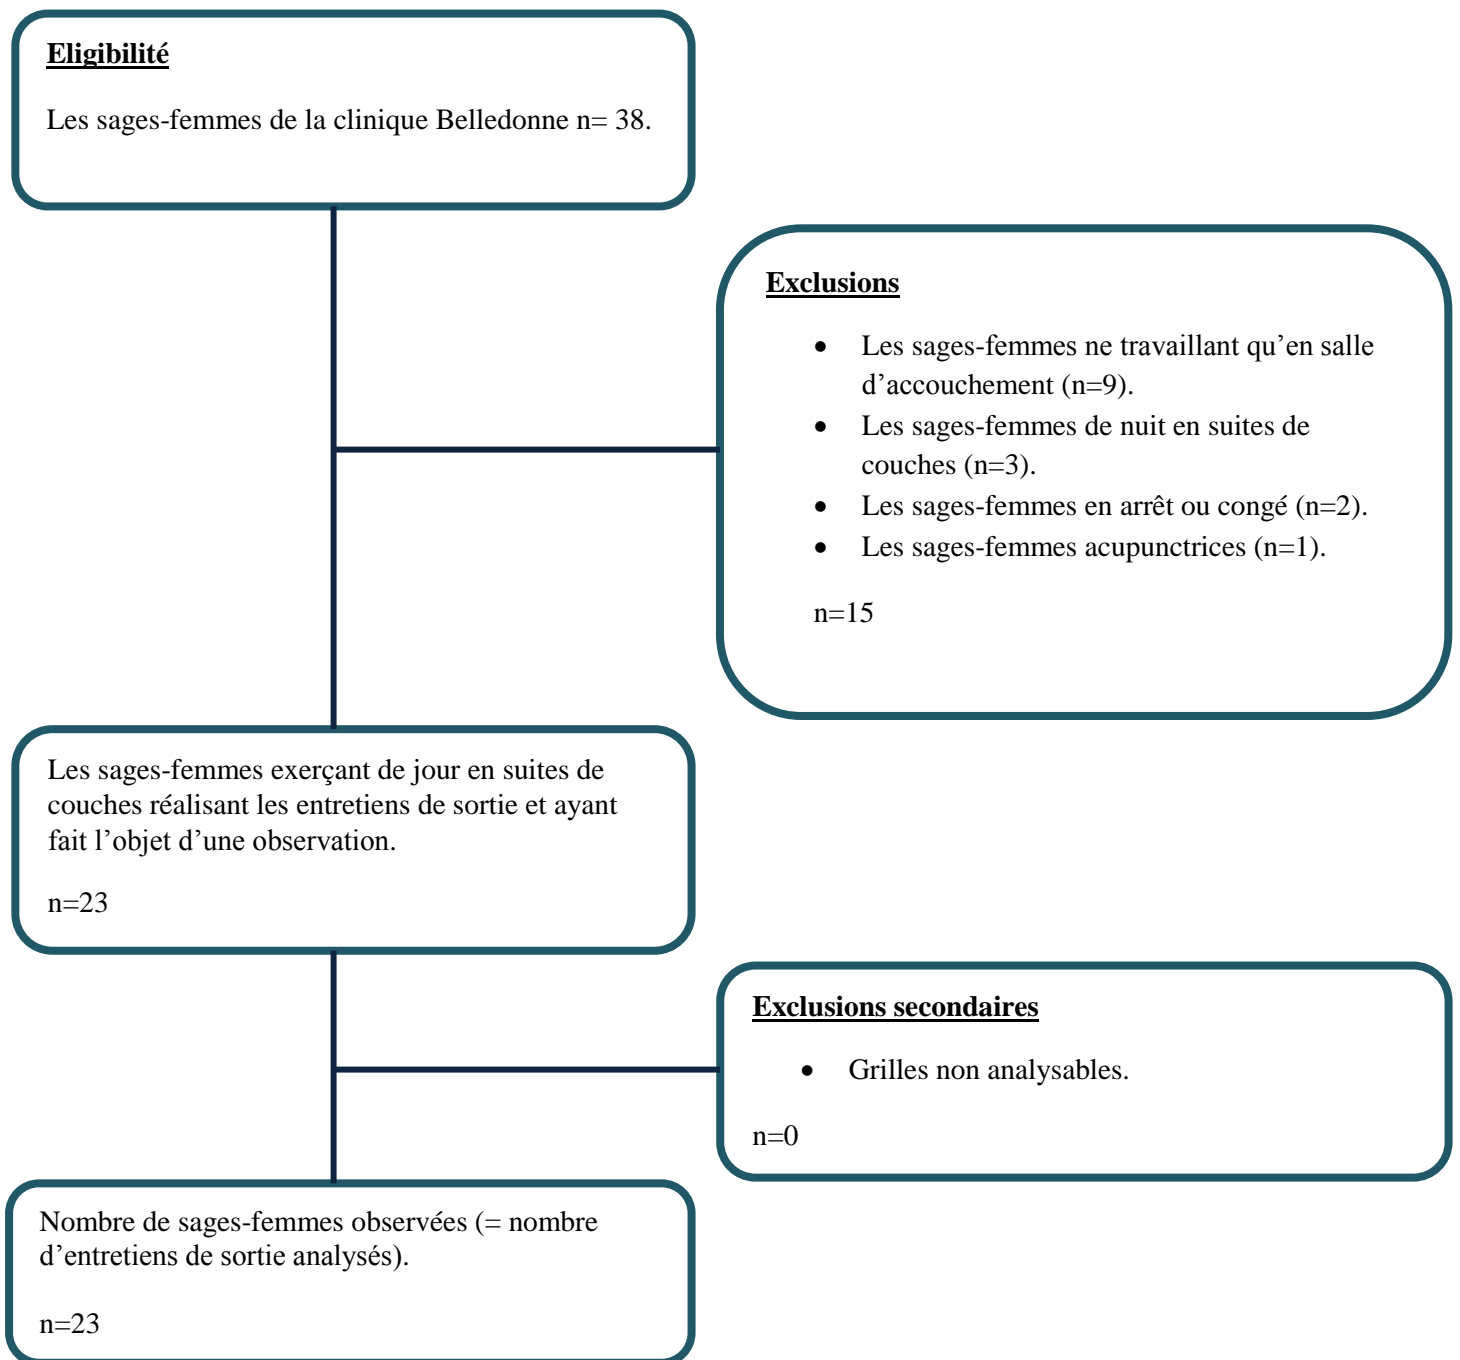 Eligibilité
Les sages-femmes de la clinique Belledonne n= 38.
Exclusions
• Les sages-femmes ne travaillant qu’en salle
d’accouchement (n=9).
• Les sages-femmes de nuit en suites de
couches (n=3).
• Les sages-femmes en arrêt ou congé (n=2).
• Les sages-femmes acupunctrices (n=1).
n=15
Les sages-femmes exerçant de jour en suites de
couches réalisant les entretiens de sortie et ayant
fait l’objet d’une observation.
n=23
Exclusions secondaires
• Grilles non analysables.
n=0
Nombre de sages-femmes observées (= nombre
d’entretiens de sortie analysés).
n=23